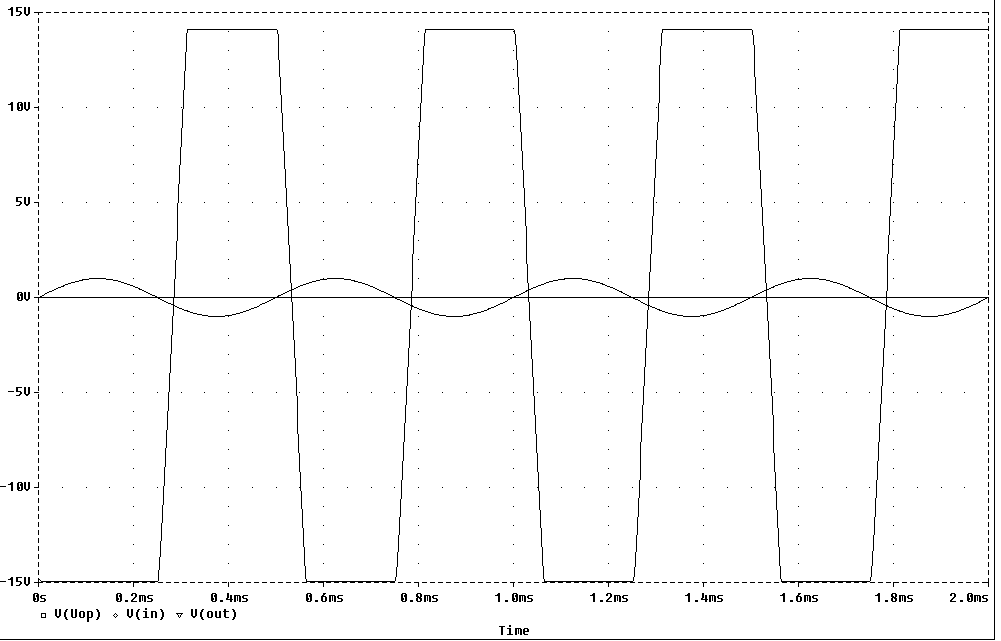 15V
10V
5V
0V
-5V
-10V
-15V
0s 0.2ms 0.4ms 0.6ms 0.8ms 1.0ms 1.2ms 1.4ms 1.6ms 1.8ms 2.0ms
V(Uop) V(in) V(out)
Time